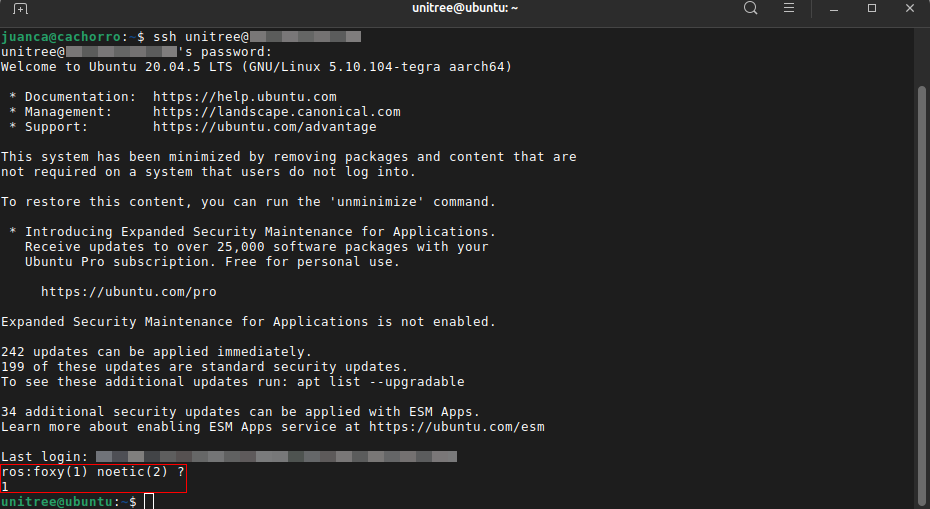 unitree@ubuntu: ~
juanca@cachorro:~$ ssh unitree@
unitree@ 's password:
Welcome to Ubuntu 20.04.5 LTS (GNU/Linux 5.10.104-tegra aarch64)
* Documentation:  https://help.ubuntu.com
* Management:     https://landscape.canonical.com
* Support:        https://ubuntu.com/advantage
This system has been minimized by removing packages and content that are
not required on a system that users do not log into.
To restore this content, you can run the 'unminimize' command.
* Introducing Expanded Security Maintenance for Applications.
Receive updates to over 25,000 software packages with your
Ubuntu Pro subscription. Free for personal use.
https://ubuntu.com/pro
Expanded Security Maintenance for Applications is not enabled.
242 updates can be applied immediately.
199 of these updates are standard security updates.
To see these additional updates run: apt list --upgradable
34 additional security updates can be applied with ESM Apps.
Learn more about enabling ESM Apps service at https://ubuntu.com/esm
Last login:
ros:foxy(1) noetic(2) ?
1
unitree@ubuntu:~$